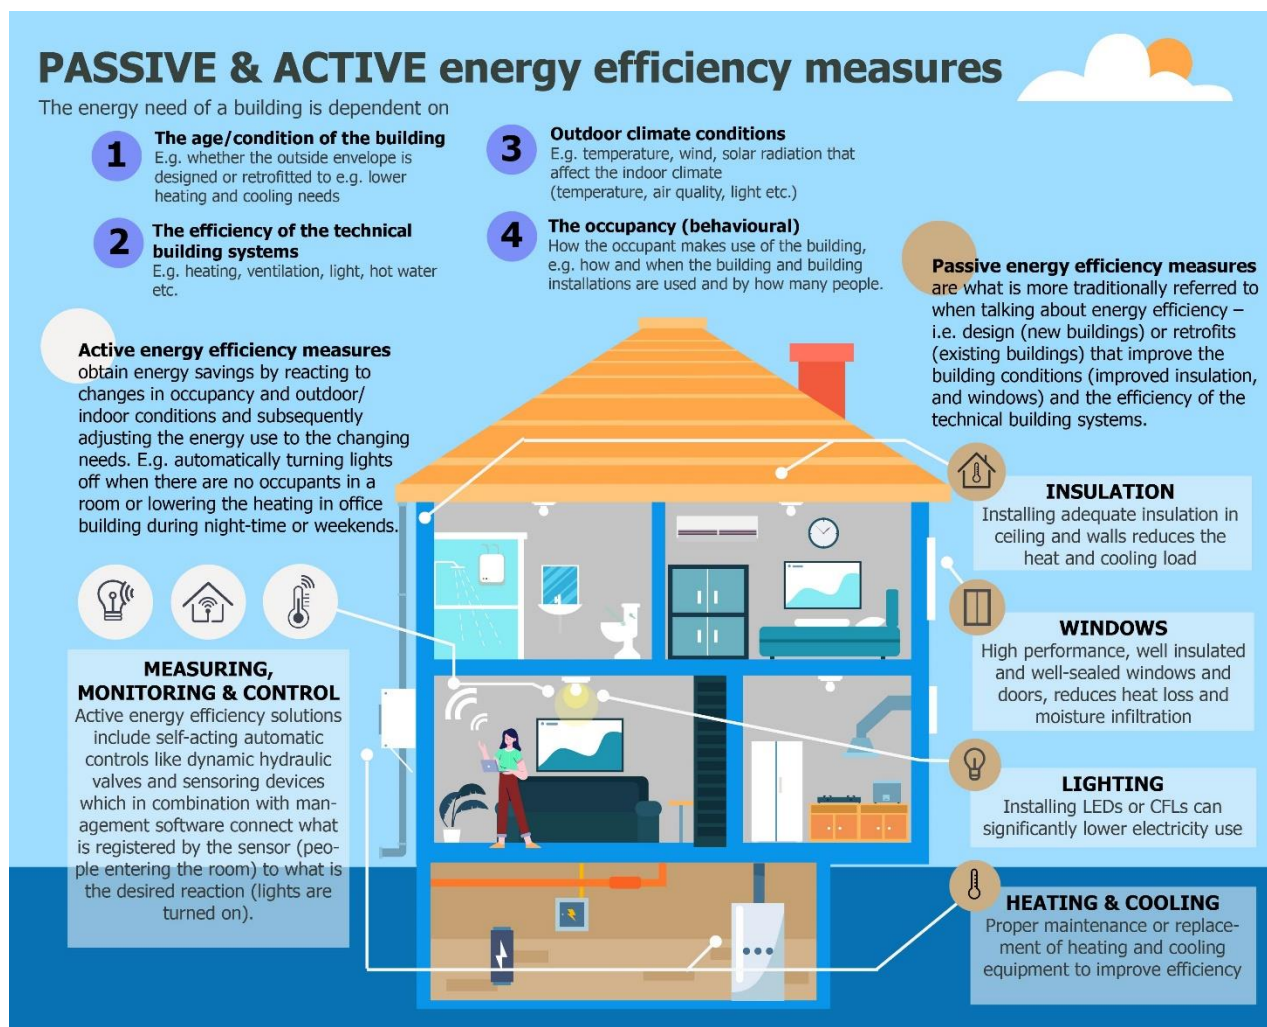 PASSIVE & ACTIVE energy efficiency measures
The energy need of a building is dependent on
1
The age/condition of the building
E.g. whether the outside envelope is
designed or retrofitted to e.g. lower
heating and cooling needs
2
The efficiency of the technical
building systems
E.g. heating, ventilation, light, hot water
etc.
3
Outdoor climate conditions
E.g. temperature, wind, solar radiation that
affect the indoor climate
(temperature, air quality, light etc.)
4
The occupancy (behavioural)
How the occupant makes use of the building,
e.g. how and when the building and building
installations are used and by how many people.
Passive energy efficiency measures
are what is more traditionally referred to
when talking about energy efficiency –
i.e. design (new buildings) or retrofits
(existing buildings) that improve the
building conditions (improved insulation,
and windows) and the efficiency of the
technical building systems.
Active energy efficiency measures
obtain energy savings by reacting to
changes in occupancy and outdoor/
indoor conditions and subsequently
adjusting the energy use to the changing
needs. E.g. automatically turning lights
off when there are no occupants in a
room or lowering the heating in office
building during night-time or weekends.
MEASURING,
MONITORING & CONTROL
Active energy efficiency solutions
include self-acting automatic
controls like dynamic hydraulic
valves and sensoring devices
which in combination with man-
agement software connect what
is registered by the sensor (peo-
ple entering the room) to what is
the desired reaction (lights are
turned on).
INSULATION
Installing adequate insulation in
ceiling and walls reduces the
heat and cooling load
WINDOWS
High performance, well insulated
and well-sealed windows and
doors, reduces heat loss and
moisture infiltration
LIGHTING
Installing LEDs or CFLs can
significantly lower electricity use
HEATING & COOLING
Proper maintenance or replace-
ment of heating and cooling
equipment to improve efficiency